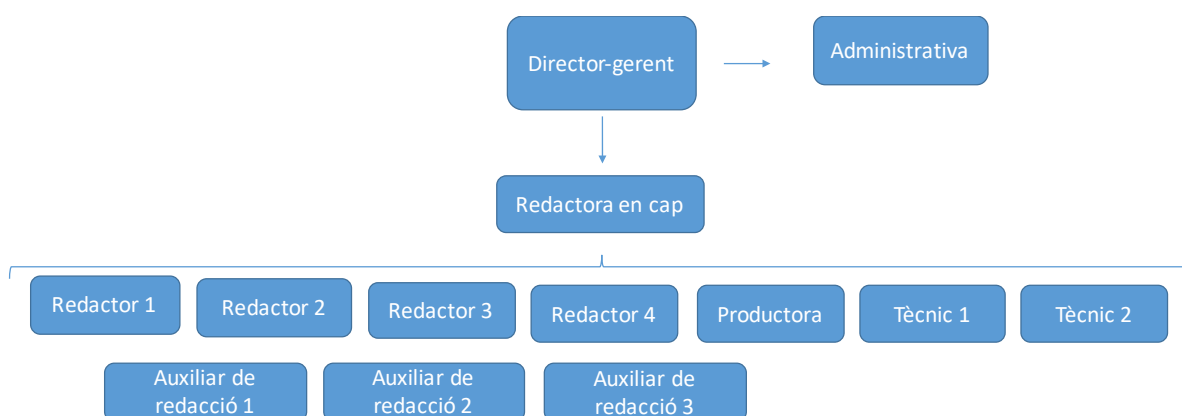 Director-gerent
Administrativa
Redactora en cap
Redactor 1
Redactor 2
Redactor 3
Redactor 4
Productora
Tècnic 1
Tècnic 2
Auxiliar de
redacció 1
Auxiliar de
redacció 2
Auxiliar de
redacció 3